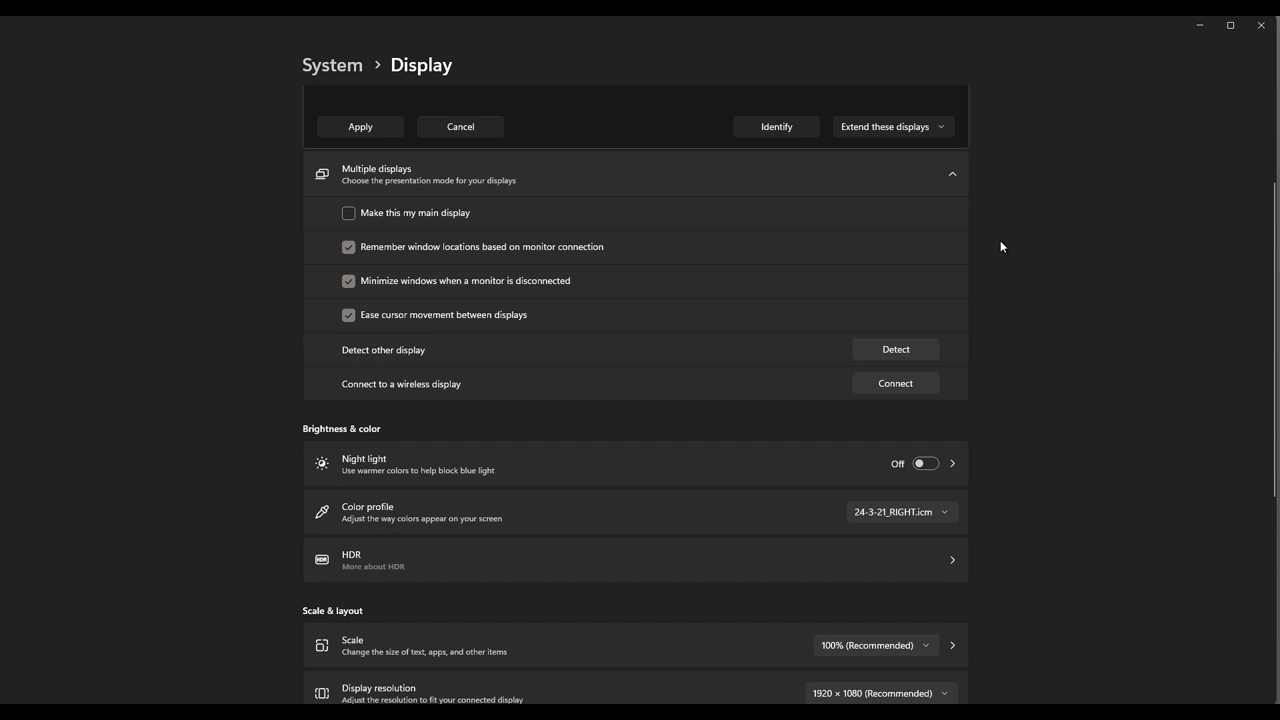 System > Display
Apply
Cancel
Identify
Extend these displays
Multiple displays
Choose the presentation mode for your displays
Make this my main display
Remember window locations based on monitor connection
Minimize windows when a monitor is disconnected
Ease cursor movement between displays
Detect other display
Detect
Connect to a wireless display
Connect
Brightness & color
Night light
Use warmer colors to help block blue light
Off
Color profile
Adjust the way colors appear on your screen
24-3-21_RIGHT.icm
HDR
HDR
More about HDR
Scale & layout
Scale
Change the size of text, apps, and other items
100% (Recommended)
Display resolution
Adjust the resolution to fit your connected display
1920 × 1080 (Recommended)